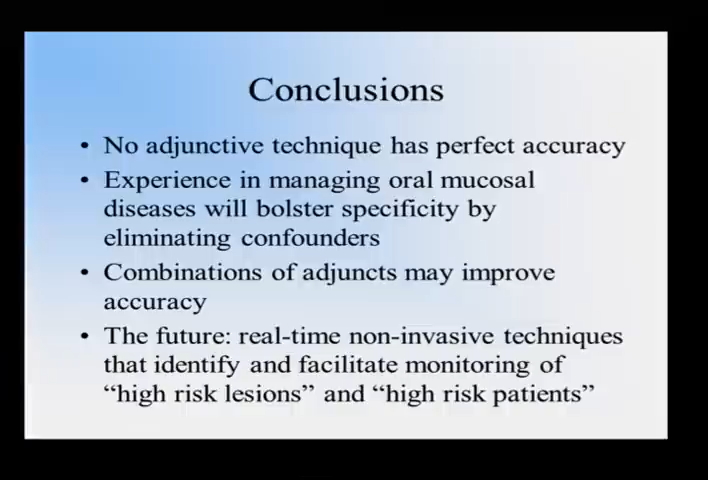 Conclusions
• No adjunctive technique has perfect accuracy
• Experience in managing oral mucosal
diseases will bolster specificity by
eliminating confounders
• Combinations of adjuncts may improve
accuracy
• The future: real-time non-invasive techniques
that identify and facilitate monitoring of
“high risk lesions” and “high risk patients”